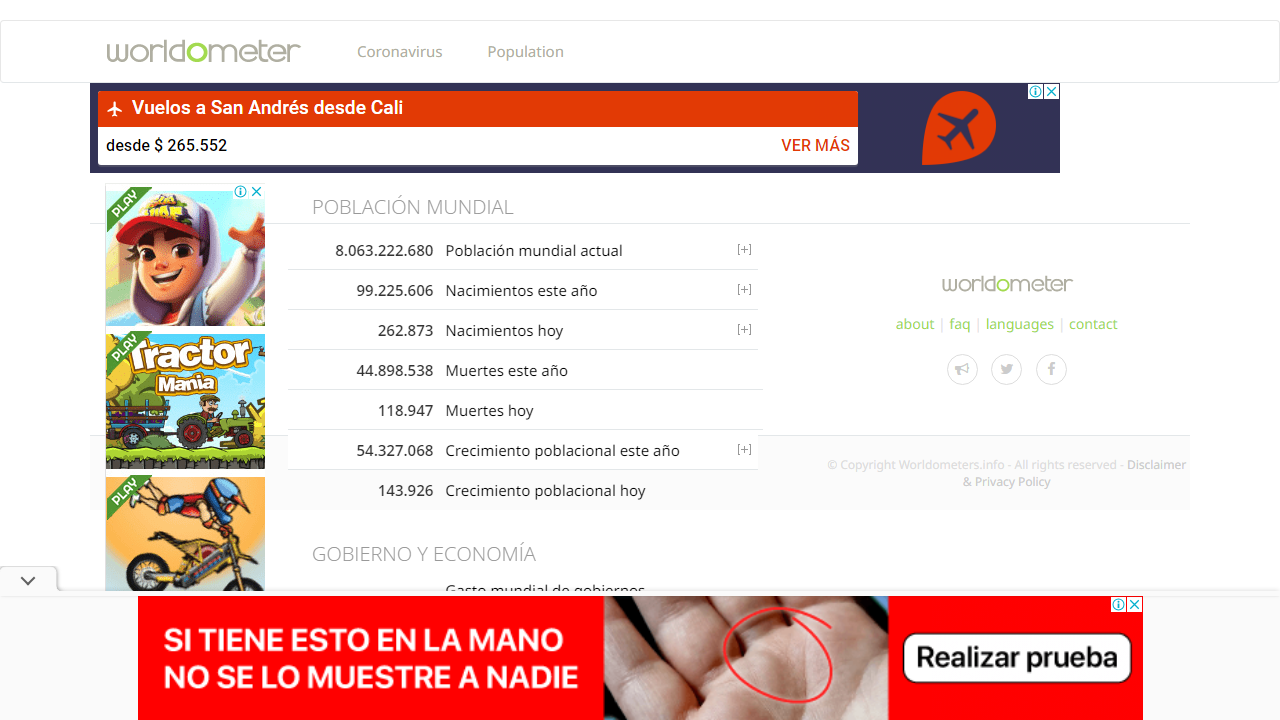 worldometer
Coronavirus
Population
Vuelos a San Andrés desde Cali
desde $ 265.552
VER MÁS
PLAY
PLAY
Tractor
Mania
PLAY
POBLACIÓN MUNDIAL
8.063.222.680 Población mundial actual [+]
99.225.606 Nacimientos este año [+]
262.873 Nacimientos hoy [+]
44.898.538 Muertes este año
118.947 Muertes hoy
54.327.068 Crecimiento poblacional este año [+]
143.926 Crecimiento poblacional hoy
GOBIERNO Y ECONOMÍA
Gasto mundial de gobiernos
worldometer
about | faq | languages | contact
© Copyright Worldometers.info - All rights reserved - Disclaimer
& Privacy Policy
SI TIENE ESTO EN LA MANO
NO SE LO MUESTRE A NADIE
Realizar prueba